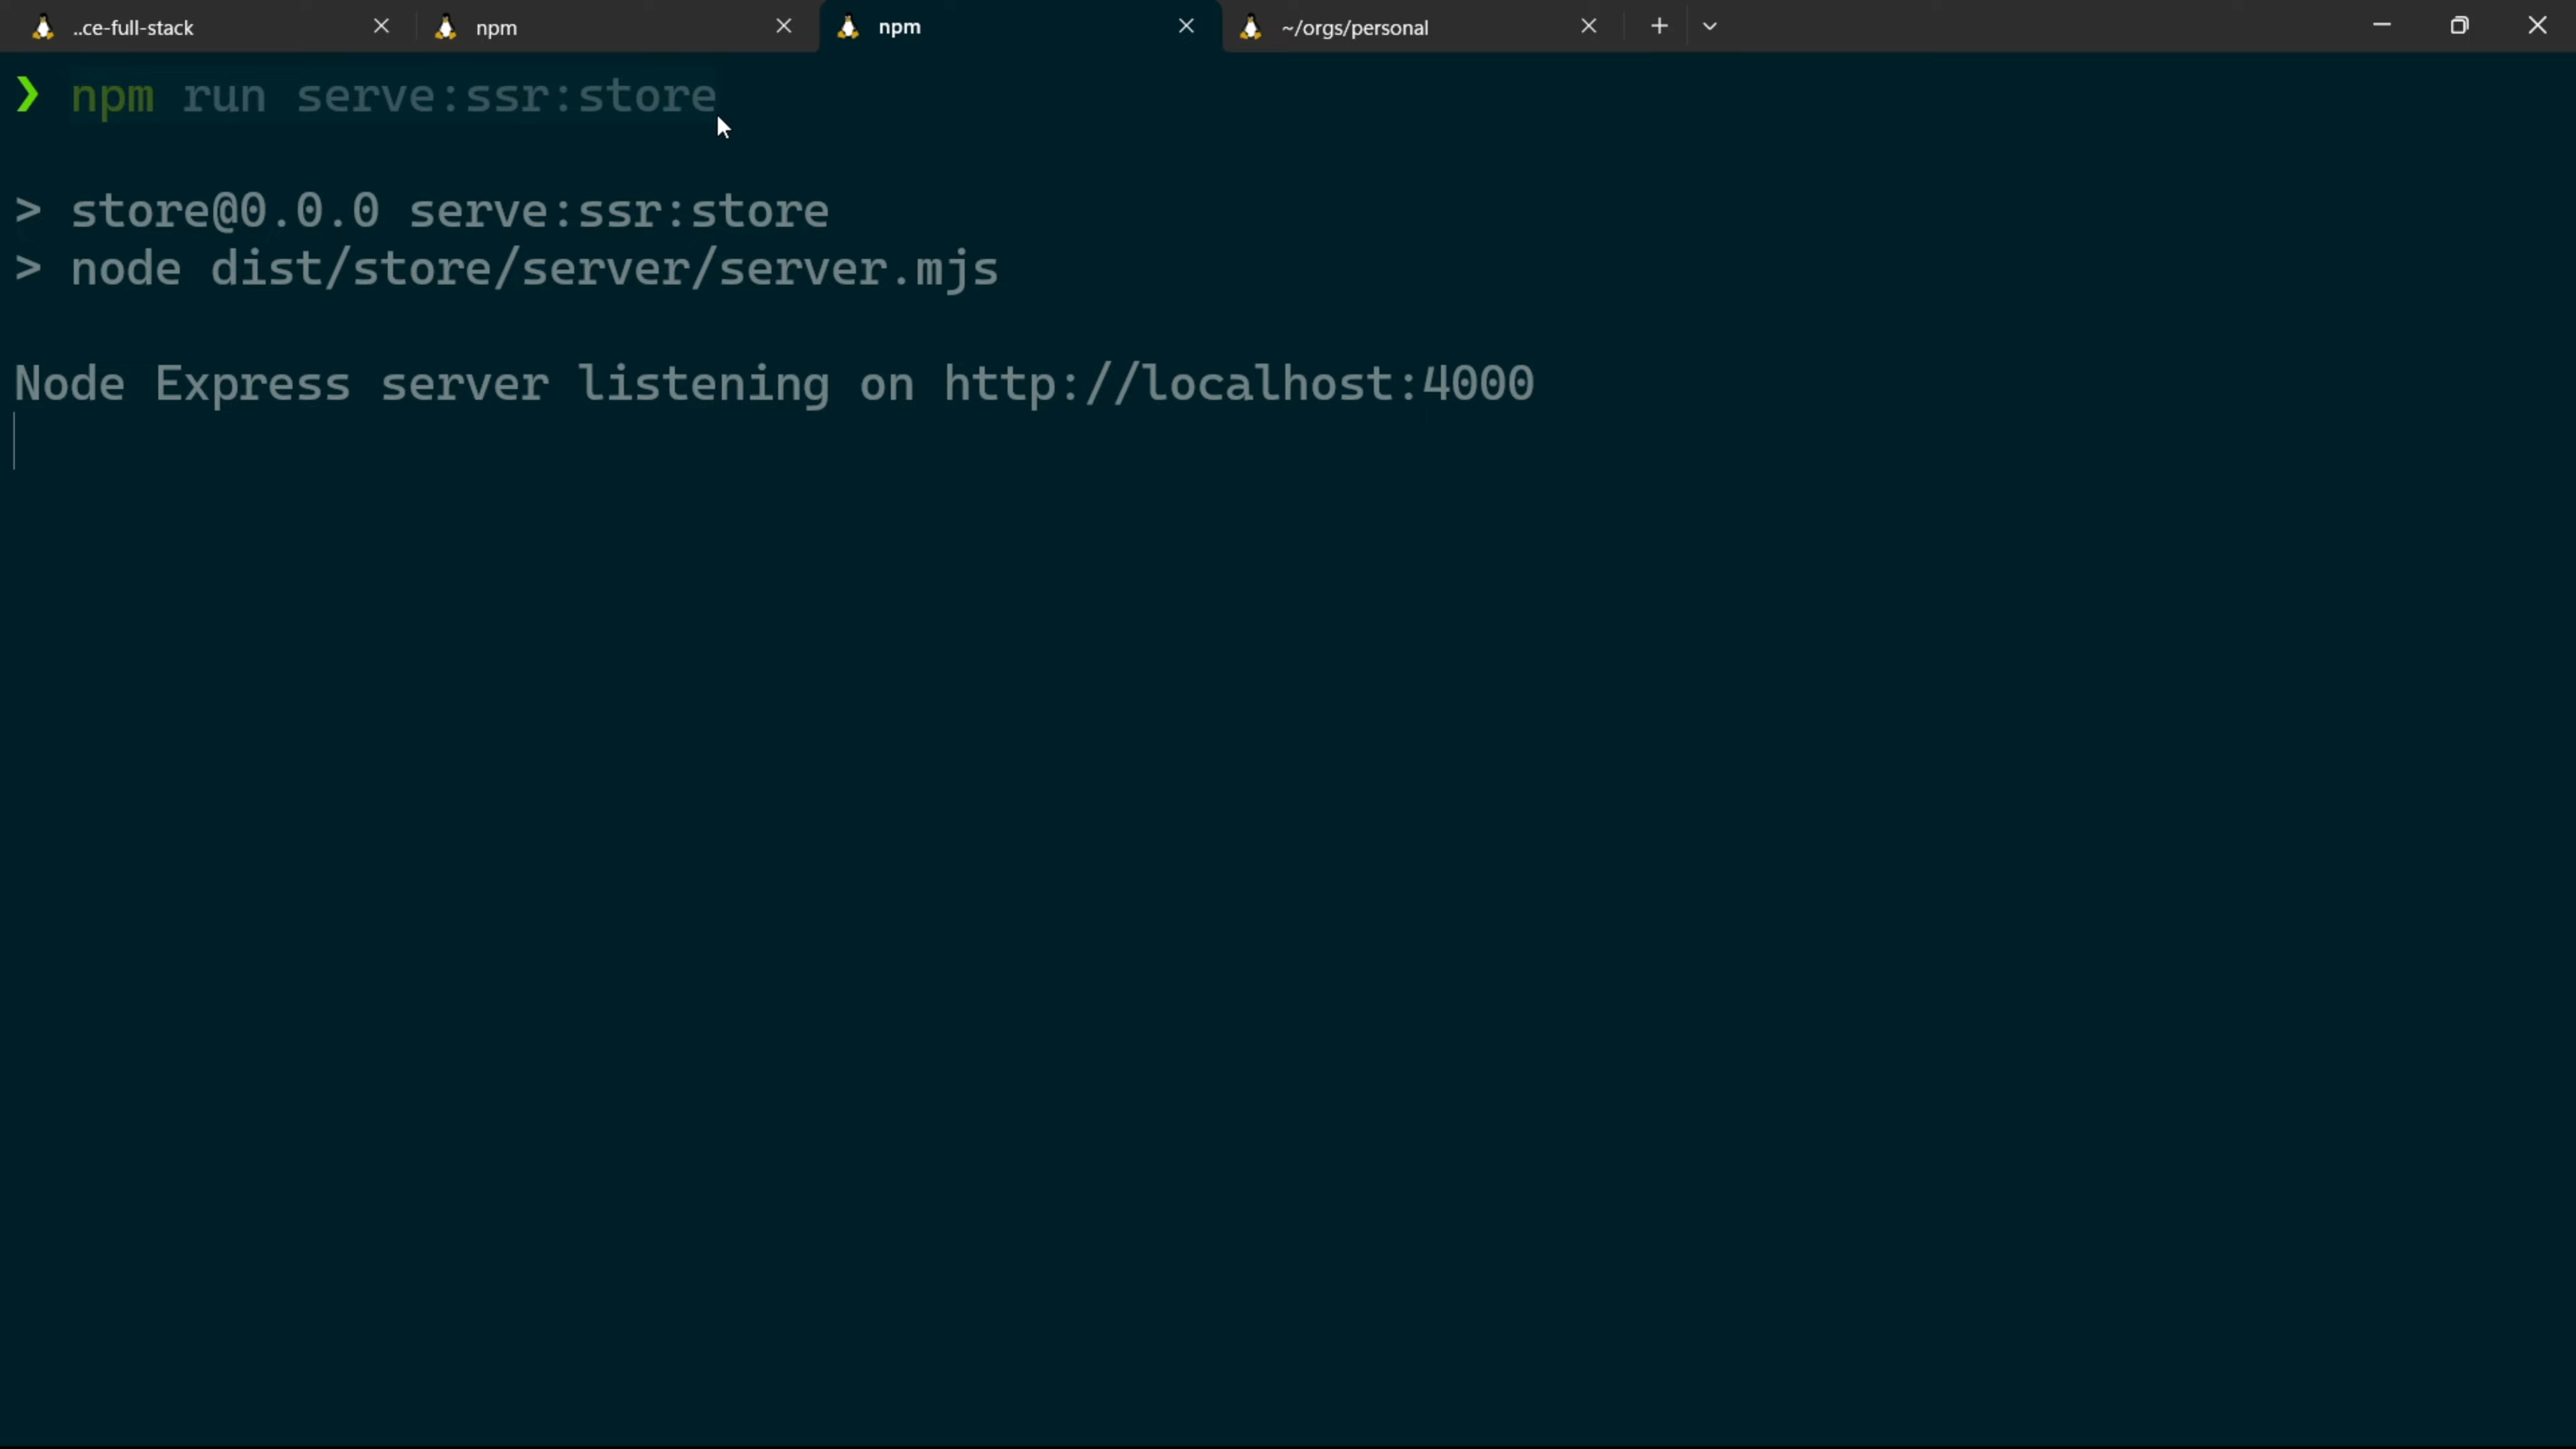 ..ce-full-stack
npm
npm
~/orgs/personal
❯ npm run serve:ssr:store
> store@0.0.0 serve:ssr:store
> node dist/store/server/server.mjs
Node Express server listening on http://localhost:4000